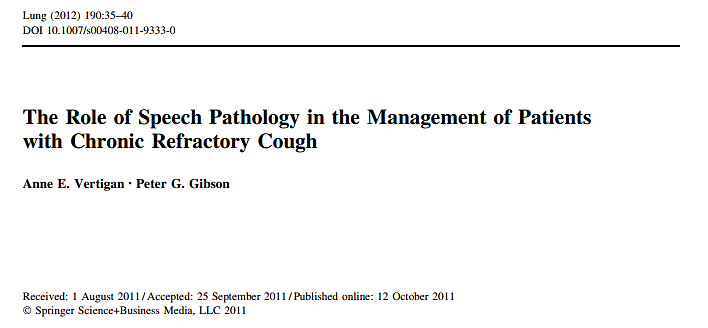 Lung (2012) 190:35–40
DOI 10.1007/s00408-011-9333-0
The Role of Speech Pathology in the Management of Patients
with Chronic Refractory Cough
Anne E. Vertigan · Peter G. Gibson
Received: 1 August 2011 / Accepted: 25 September 2011 / Published online: 12 October 2011
© Springer Science+Business Media, LLC 2011